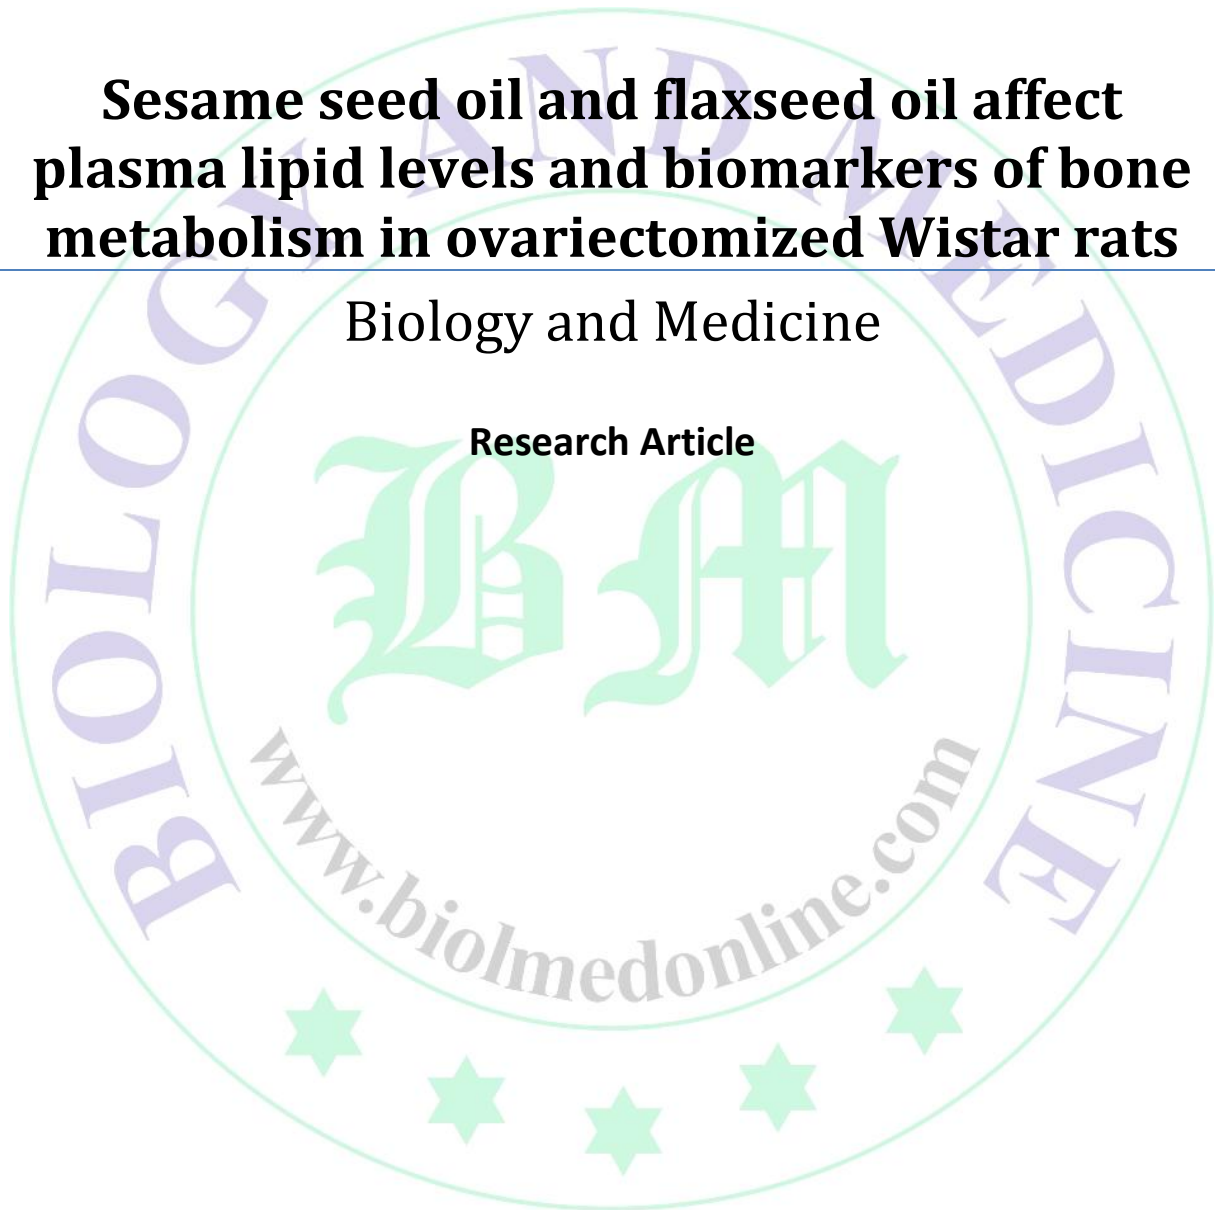 Sesame seed oil and flaxseed oil affect
plasma lipid levels and biomarkers of bone
metabolism in ovariectomized Wistar rats
Biology and Medicine
Research Article
BIOLOGY AND MEDICINE
BM
www.biolmedonline.com